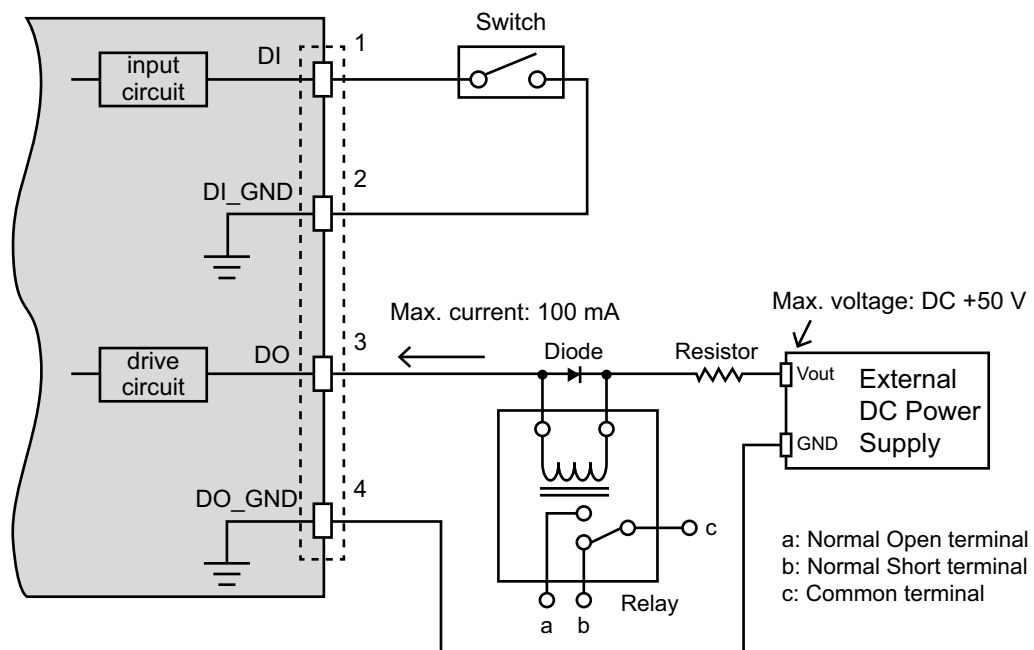 Switch
1
DI
input
circuit
2
DI_GND
Max. voltage: DC +50 V
Max. current: 100 mA
3
DO
drive
circuit
Diode
Resistor
Vout
External
DC Power
Supply
GND
4
DO_GND
c
a: Normal Open terminal
b: Normal Short terminal
c: Common terminal
Relay
a
b